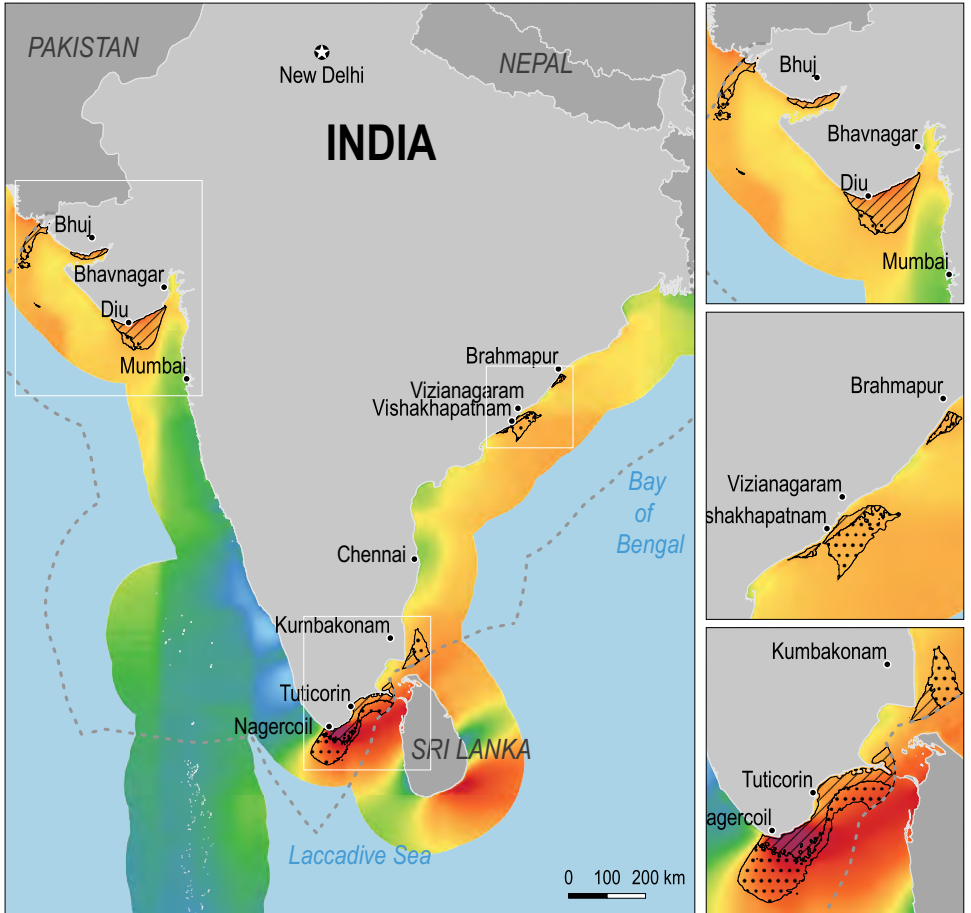 PAKISTAN
NEPAL
New Delhi
INDIA
Bhuj
Bhavnagar
Diu
Mumbai
Brahmapur
Vizianagaram
Vishakhapatnam
Bay
of
Bengal
Chennai
Kumbakonam
Tuticorin
Nagercoil
SRI LANKA
Laccadive Sea
0 100 200 km
Bhuj
Bhavnagar
Diu
Mumbai
Brahmapur
Vizianagaram
shakhapatnam
Kumbakonam
Tuticorin
agercoil